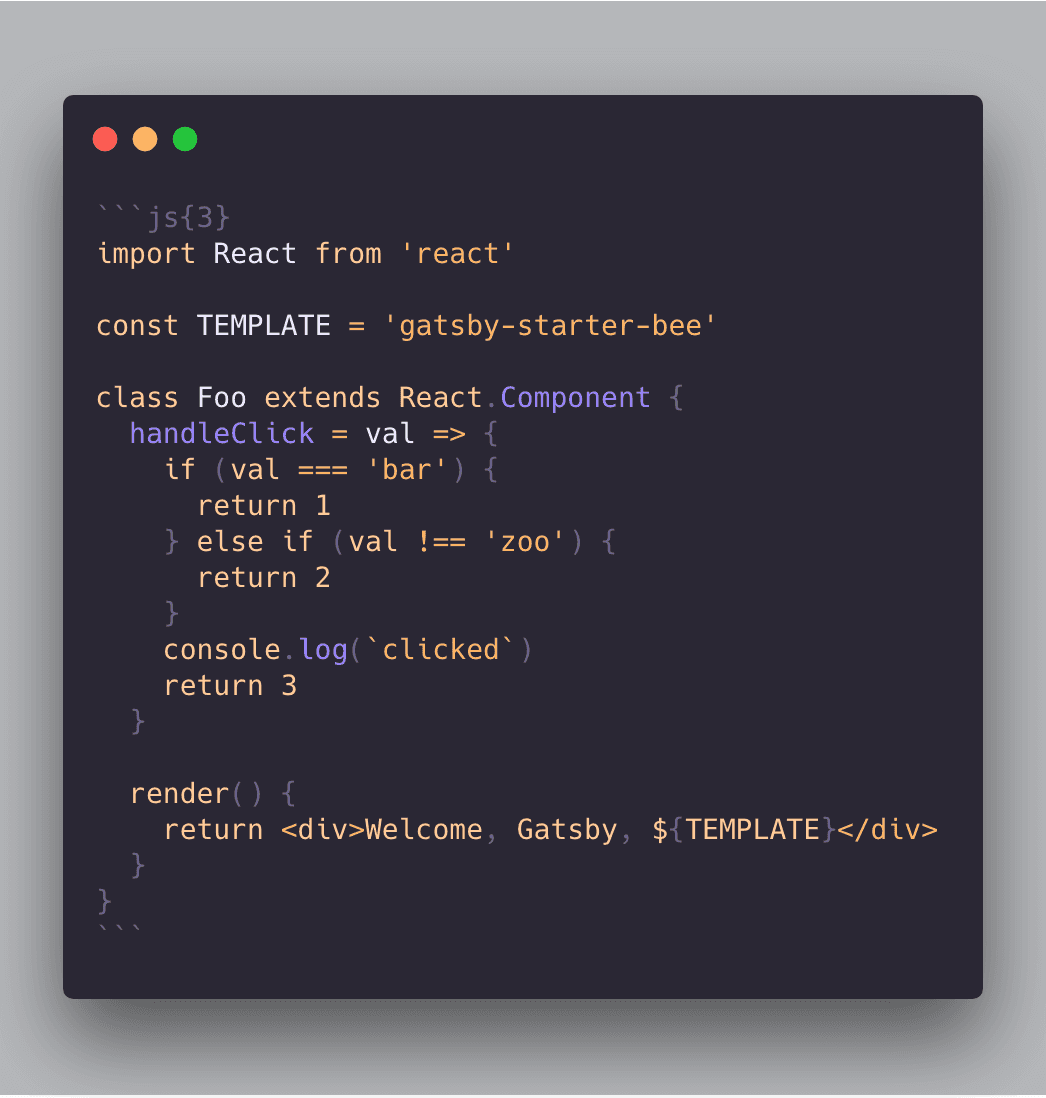 ```js{3}
import React from 'react'

const TEMPLATE = 'gatsby-starter-bee'

class Foo extends React.Component {
  handleClick = val => {
    if (val === 'bar') {
      return 1
    } else if (val !== 'zoo') {
      return 2
    }
    console.log(`clicked`)
    return 3
  }

  render() {
    return <div>Welcome, Gatsby, ${TEMPLATE}</div>
  }
}
```